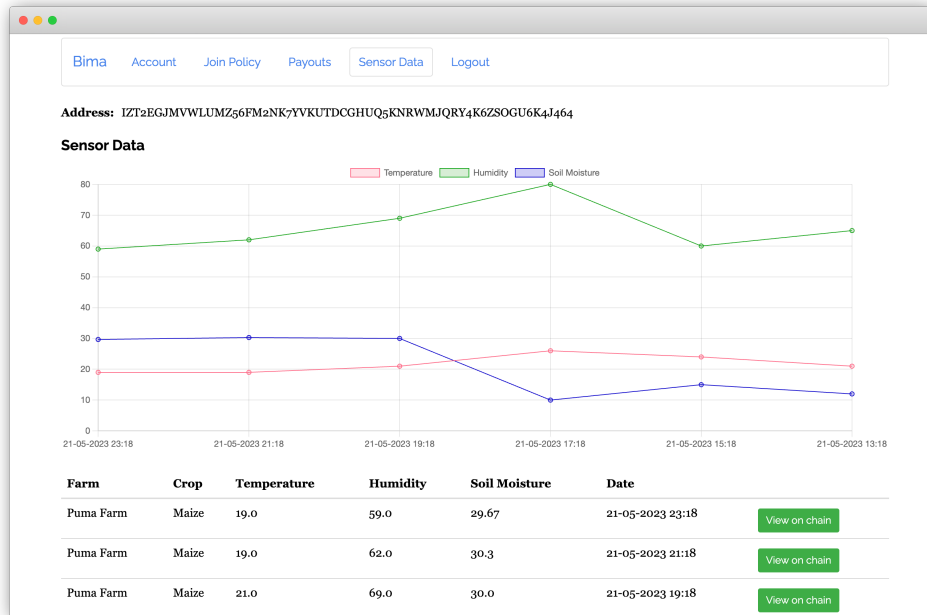 Bima Account Join Policy Payouts Sensor Data Logout
Address: IZT2EGJMVWLUMZ56FM2NK7YVKUTDCGHUQ5KNRWMJQRY4K6ZSOGU6K4J464
Sensor Data
Temperature Humidity Soil Moisture
80
70
60
50
40
30
20
10
0
21-05-2023 23:18 21-05-2023 21:18 21-05-2023 19:18 21-05-2023 17:18 21-05-2023 15:18 21-05-2023 13:18
Farm Crop Temperature Humidity Soil Moisture Date
Puma Farm Maize 19.0 59.0 29.67 21-05-2023 23:18 View on chain
Puma Farm Maize 19.0 62.0 30.3 21-05-2023 21:18 View on chain
Puma Farm Maize 21.0 69.0 30.0 21-05-2023 19:18 View on chain